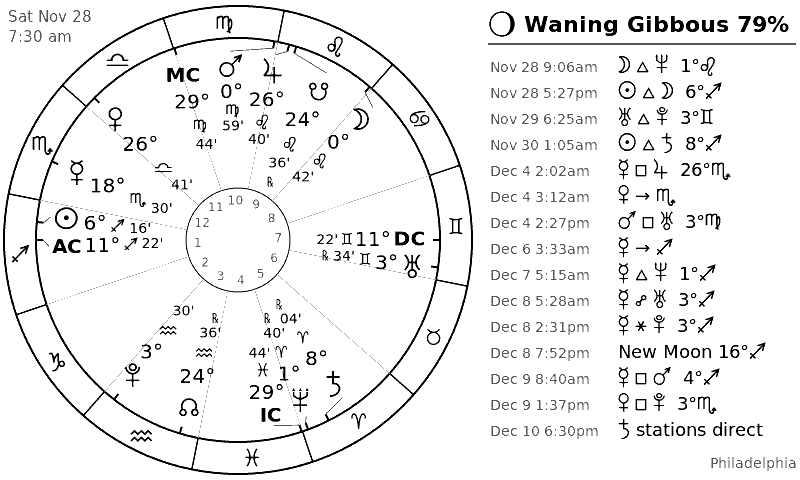 Sat Nov 28
7:30 am
☽ Waning Gibbous 79%
♍
♎
♌
♏
♋
♐
♊
♑
♉
♒
♓
♈
MC
29°
♍
44'
♂
0°
♍
59'
♃
26°
♌
40'
☋
24°
♌
36'
℞
☽
0°
♌
42'
♀
26°
♎
41'
☿ 18° ♏ 30'
☉ 6° ♐ 16'
AC 11° ♐ 22'
22' ♊ 11° DC
℞ 34' ♊ 3° ♅
10
11
9
12
8
1
7
2
6
3
4
5
30'
♒
3°
♇
℞
36'
♒
24°
☊
℞ 04'
♈
8°
♄
℞
40'
♈
1°
♆
44'
♓
29°
IC
Nov 28 9:06am ☽ △ ♆ 1°♌
Nov 28 5:27pm ☉ △ ☽ 6°♐
Nov 29 6:25am ♅ △ ♇ 3°♊
Nov 30 1:05am ☉ △ ♄ 8°♐
Dec 4 2:02am ☿ □ ♃ 26°♏
Dec 4 3:12am ♀ → ♏
Dec 4 2:27pm ♂ □ ♅ 3°♍
Dec 6 3:33am ☿ → ♐
Dec 7 5:15am ☿ △ ♆ 1°♐
Dec 8 5:28am ☿ ☍ ♅ 3°♐
Dec 8 2:31pm ☿ ⚹ ♇ 3°♐
Dec 8 7:52pm New Moon 16°♐
Dec 9 8:40am ☿ □ ♂ 4°♐
Dec 9 1:37pm ♀ □ ♇ 3°♏
Dec 10 6:30pm ♄ stations direct
Philadelphia